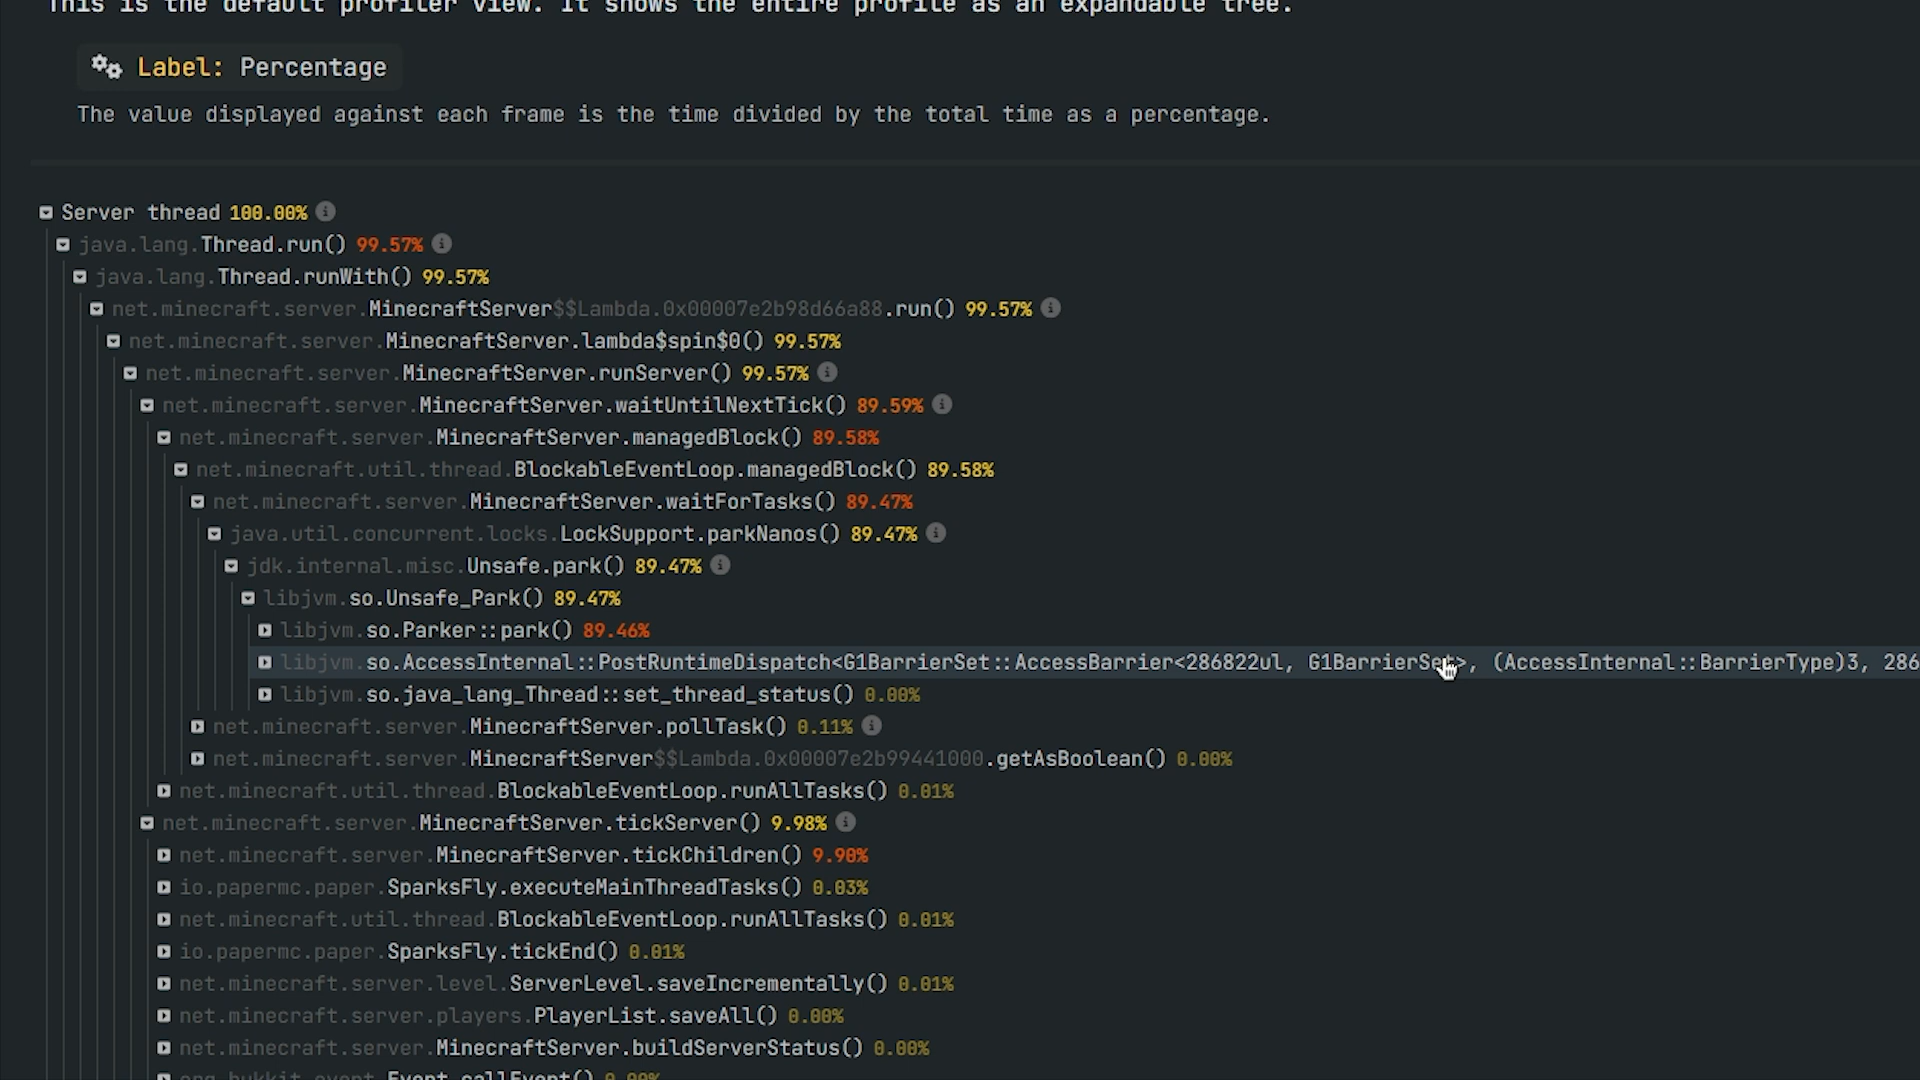 This is the default profiler view. It shows the entire profile as an expandable tree.
Label: Percentage
The value displayed against each frame is the time divided by the total time as a percentage.
Server thread 100.00%
java.lang.Thread.run() 99.57%
java.lang.Thread.runWith() 99.57%
net.minecraft.server.MinecraftServer$$Lambda.0x00007e2b98d66a88.run() 99.57%
net.minecraft.server.MinecraftServer.lambda$spin$0() 99.57%
net.minecraft.server.MinecraftServer.runServer() 99.57%
net.minecraft.server.MinecraftServer.waitUntilNextTick() 89.59%
net.minecraft.server.MinecraftServer.managedBlock() 89.58%
net.minecraft.util.thread.BlockableEventLoop.managedBlock() 89.58%
net.minecraft.server.MinecraftServer.waitForTasks() 89.47%
java.util.concurrent.locks.LockSupport.parkNanos() 89.47%
jdk.internal.misc.Unsafe.park() 89.47%
libjvm.so.Unsafe_Park() 89.47%
libjvm.so.Parker::park() 89.46%
libjvm.so.AccessInternal::PostRuntimeDispatch<G1BarrierSet::AccessBarrier<286822ul, G1BarrierSet>, (AccessInternal::BarrierType)3, 286
libjvm.so.java_lang_Thread::set_thread_status() 0.00%
net.minecraft.server.MinecraftServer.pollTask() 0.11%
net.minecraft.server.MinecraftServer$$Lambda.0x00007e2b99441000.getAsBoolean() 0.00%
net.minecraft.util.thread.BlockableEventLoop.runAllTasks() 0.01%
net.minecraft.server.MinecraftServer.tickServer() 9.98%
net.minecraft.server.MinecraftServer.tickChildren() 9.90%
io.papermc.paper.SparksFly.executeMainThreadTasks() 0.03%
net.minecraft.util.thread.BlockableEventLoop.runAllTasks() 0.01%
io.papermc.paper.SparksFly.tickEnd() 0.01%
net.minecraft.server.level.ServerLevel.saveIncrementally() 0.01%
net.minecraft.server.players.PlayerList.saveAll() 0.00%
net.minecraft.server.MinecraftServer.buildServerStatus() 0.00%
org.bukkit.event.Event.callEvent() 0.00%